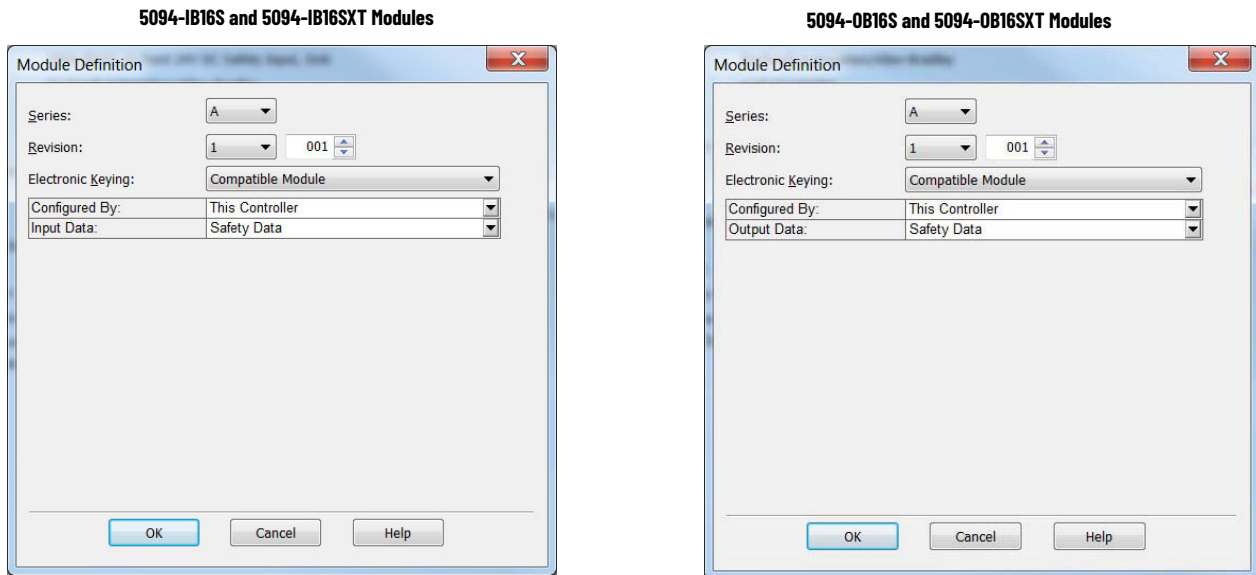 5094-IB16S and 5094-IB16SXT Modules
Module Definition
Series:
A
Revision:
1
001
Electronic Keying:
Compatible Module
Configured By:
This Controller
Input Data:
Safety Data
OK
Cancel
Help
5094-OB16S and 5094-OB16SXT Modules
Module Definition
Series:
A
Revision:
1
001
Electronic Keying:
Compatible Module
Configured By:
This Controller
Output Data:
Safety Data
OK
Cancel
Help